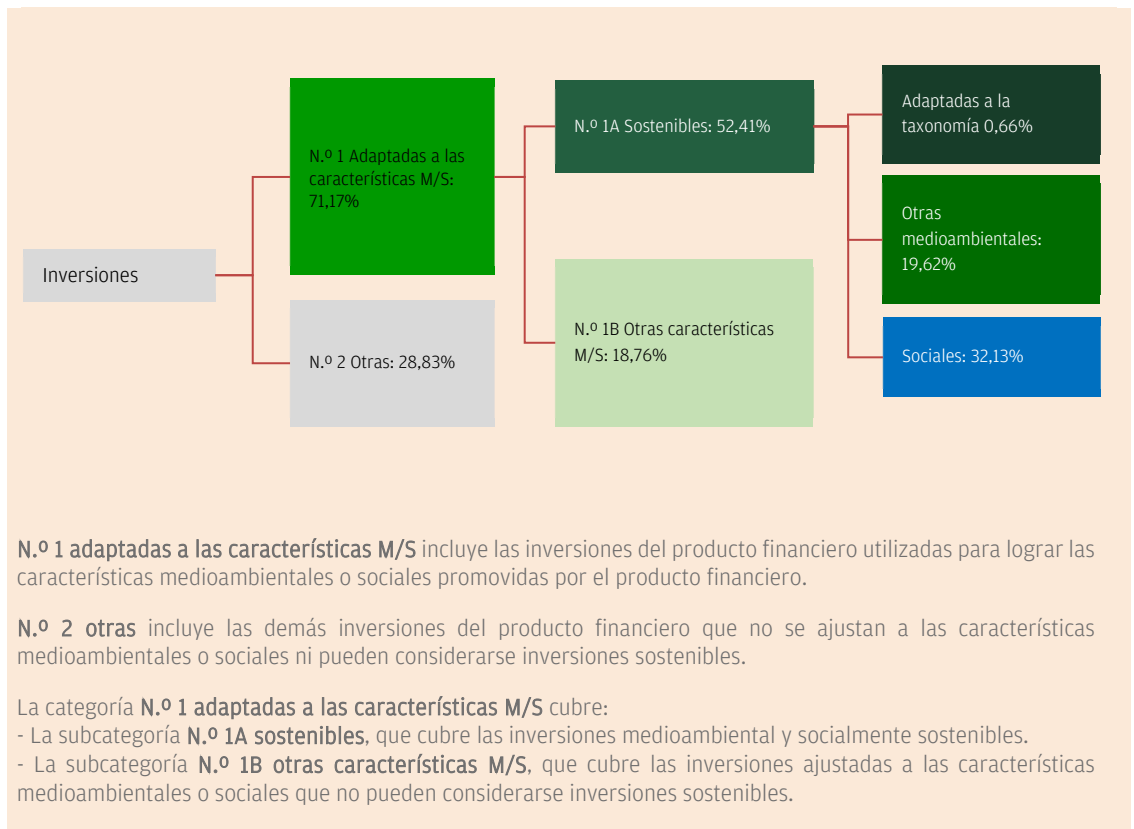 Inversiones
N.º 1 Adaptadas a las
características M/S:
71,17%
N.º 2 Otras: 28,83%
N.º 1A Sostenibles: 52,41%
N.º 1B Otras características
M/S: 18,76%
Adaptadas a la
taxonomía 0,66%
Otras
medioambientales:
19,62%
Sociales: 32,13%
N.º 1 adaptadas a las características M/S incluye las inversiones del producto financiero utilizadas para lograr las
características medioambientales o sociales promovidas por el producto financiero.
N.º 2 otras incluye las demás inversiones del producto financiero que no se ajustan a las características
medioambientales o sociales ni pueden considerarse inversiones sostenibles.
La categoría N.º 1 adaptadas a las características M/S cubre:
- La subcategoría N.º 1A sostenibles, que cubre las inversiones medioambiental y socialmente sostenibles.
- La subcategoría N.º 1B otras características M/S, que cubre las inversiones ajustadas a las características
medioambientales o sociales que no pueden considerarse inversiones sostenibles.